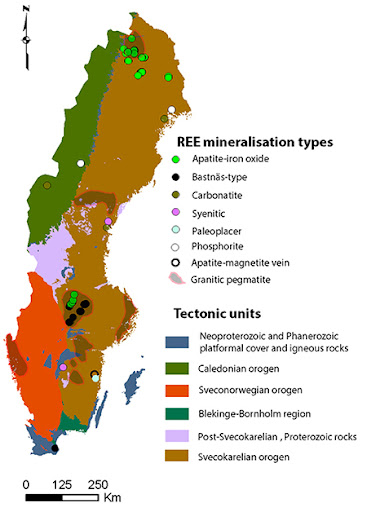 N
REE mineralisation types
Apatite-iron oxide
Bastnäs-type
Carbonatite
Syenitic
Paleoplacer
Phosphorite
Apatite-magnetite vein
Granitic pegmatite
Tectonic units
Neoproterozoic and Phanerozoic
platformal cover and igneous rocks
Caledonian orogen
Sveconorwegian orogen
Blekinge-Bornholm region
Post-Svecokarelian , Proterozoic rocks
Svecokarelian orogen
0 125 250
Km